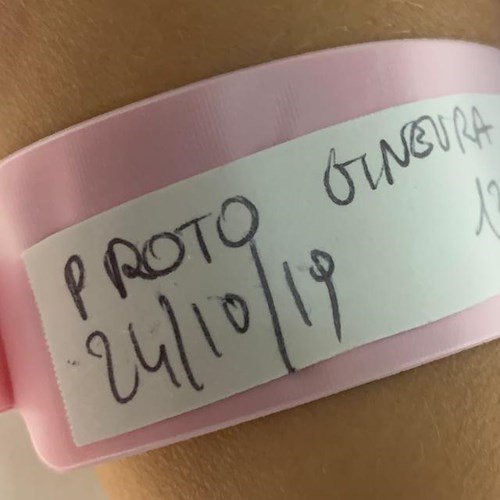 PROTO GINEVRA
24/10/19